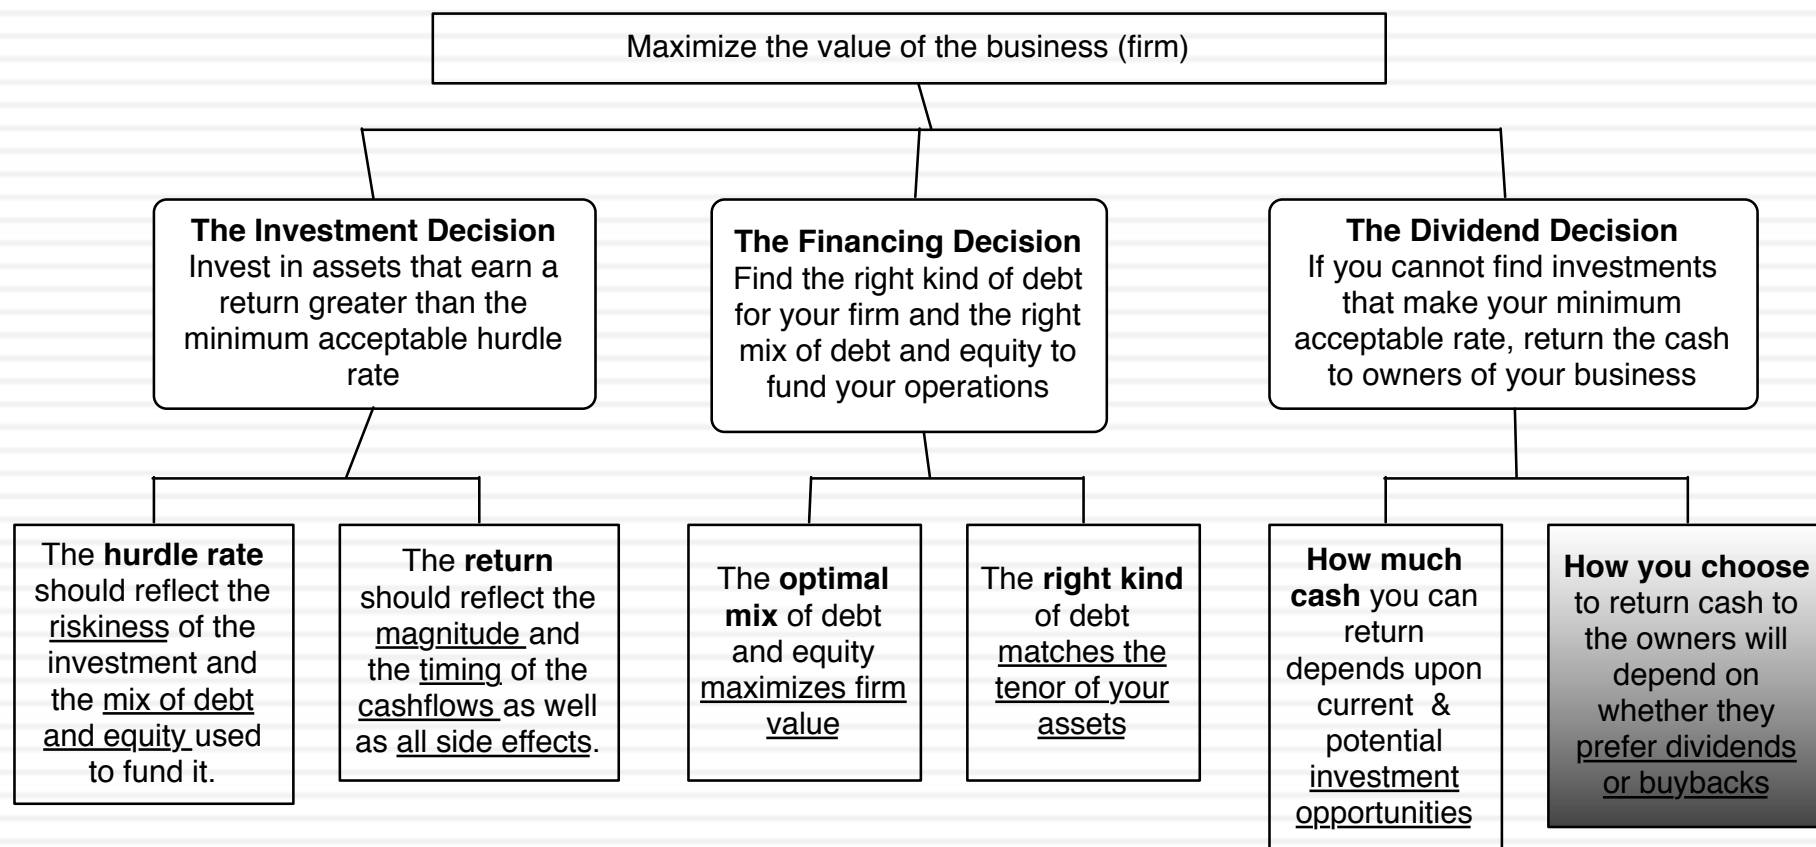 Maximize the value of the business (firm)
The Investment Decision
Invest in assets that earn a
return greater than the
minimum acceptable hurdle
rate
The Financing Decision
Find the right kind of debt
for your firm and the right
mix of debt and equity to
fund your operations
The Dividend Decision
If you cannot find investments
that make your minimum
acceptable rate, return the cash
to owners of your business
The hurdle rate
should reflect the
riskiness of the
investment and
the mix of debt
and equity used
to fund it.
The return
should reflect the
magnitude and
the timing of the
cashflows as well
as all side effects.
The optimal
mix of debt
and equity
maximizes firm
value
The right kind
of debt
matches the
tenor of your
assets
How much
cash you can
return
depends upon
current &
potential
investment
opportunities
How you choose
to return cash to
the owners will
depend on
whether they
prefer dividends
or buybacks